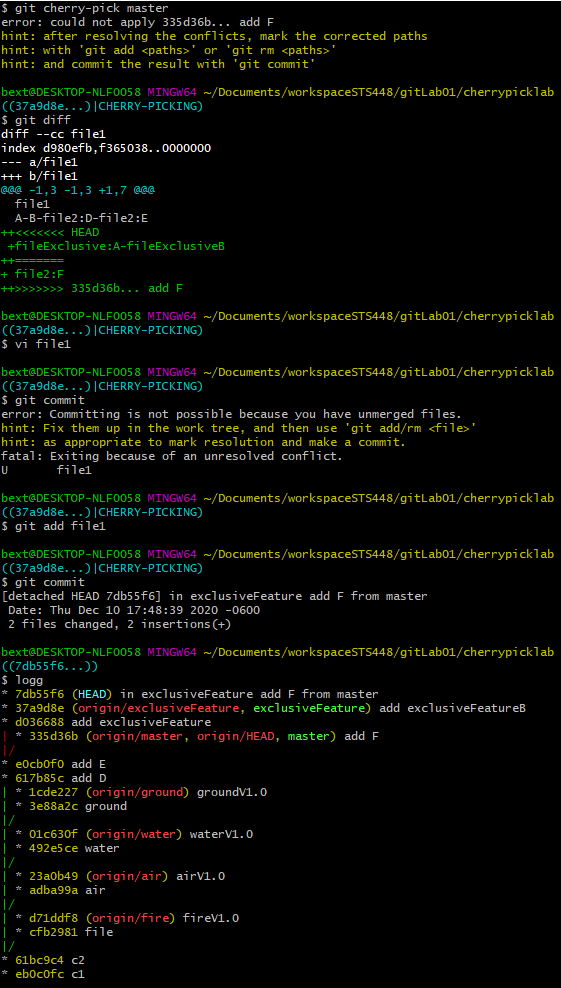 $ git cherry-pick master
error: could not apply 335d36b... add F
hint: after resolving the conflicts, mark the corrected paths
hint: with 'git add <paths>' or 'git rm <paths>'
hint: and commit the result with 'git commit'
bext@DESKTOP-NLFOO58 MINGW64 ~/Documents/workspaceSTS448/gitLab01/cherrypicklab
((37a9d8e...)|CHERRY-PICKING)
$ git diff
diff --cc file1
index d980efb,f365038..0000000
--- a/file1
+++ b/file1
@@@ -1,3 -1,3 +1,7 @@@
  file1
  A-B-file2:D-file2:E
++<<<<<<< HEAD
 +fileExclusive:A-fileExclusiveB
++=======
+ file2:F
++>>>>>>> 335d36b... add F
bext@DESKTOP-NLFOO58 MINGW64 ~/Documents/workspaceSTS448/gitLab01/cherrypicklab
((37a9d8e...)|CHERRY-PICKING)
$ vi file1
bext@DESKTOP-NLFOO58 MINGW64 ~/Documents/workspaceSTS448/gitLab01/cherrypicklab
((37a9d8e...)|CHERRY-PICKING)
$ git commit
error: Committing is not possible because you have unmerged files.
hint: Fix them up in the work tree, and then use 'git add/rm <file>'
hint: as appropriate to mark resolution and make a commit.
fatal: Exiting because of an unresolved conflict.
U       file1
bext@DESKTOP-NLFOO58 MINGW64 ~/Documents/workspaceSTS448/gitLab01/cherrypicklab
((37a9d8e...)|CHERRY-PICKING)
$ git add file1
bext@DESKTOP-NLFOO58 MINGW64 ~/Documents/workspaceSTS448/gitLab01/cherrypicklab
((37a9d8e...)|CHERRY-PICKING)
$ git commit
[detached HEAD 7db55f6] in exclusiveFeature add F from master
 Date: Thu Dec 10 17:48:39 2020 -0600
 2 files changed, 2 insertions(+)
bext@DESKTOP-NLFOO58 MINGW64 ~/Documents/workspaceSTS448/gitLab01/cherrypicklab
((7db55f6...))
$ logg
* 7db55f6 (HEAD) in exclusiveFeature add F from master
* 37a9d8e (origin/exclusiveFeature, exclusiveFeature) add exclusiveFeatureB
* d036688 add exclusiveFeature
| * 335d36b (origin/master, origin/HEAD, master) add F
|/
* e0cb0f0 add E
* 617b85c add D
| * 1cde227 (origin/ground) groundV1.0
| * 3e88a2c ground
|/
| * 01c630f (origin/water) waterV1.0
| * 492e5ce water
|/
| * 23a0b49 (origin/air) airV1.0
| * adba99a air
|/
| * d71ddf8 (origin/fire) fireV1.0
| * cfb2981 file
|/
* 61bc9c4 c2
* eb0c0fc c1